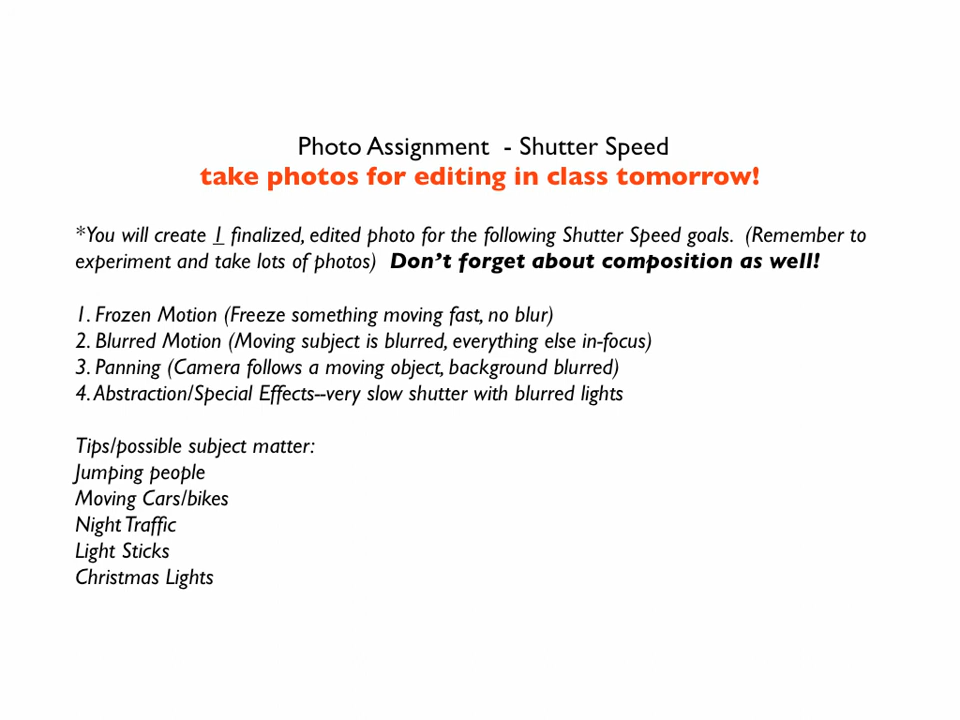 Photo Assignment - Shutter Speed
take photos for editing in class tomorrow!
*You will create 1 finalized, edited photo for the following Shutter Speed goals. (Remember to
experiment and take lots of photos) Don't forget about composition as well!
1. Frozen Motion (Freeze something moving fast, no blur)
2. Blurred Motion (Moving subject is blurred, everything else in-focus)
3. Panning (Camera follows a moving object, background blurred)
4. Abstraction/Special Effects--very slow shutter with blurred lights
Tips/possible subject matter:
Jumping people
Moving Cars/bikes
Night Traffic
Light Sticks
Christmas Lights